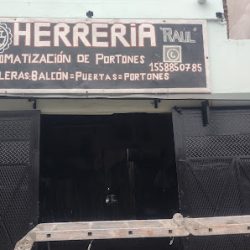 HERRERIA "RAUL"
OMATIZACIÓN DE PORTONES
1558850785
LERAS=BALCÓN=PUERTAS=PORTONES